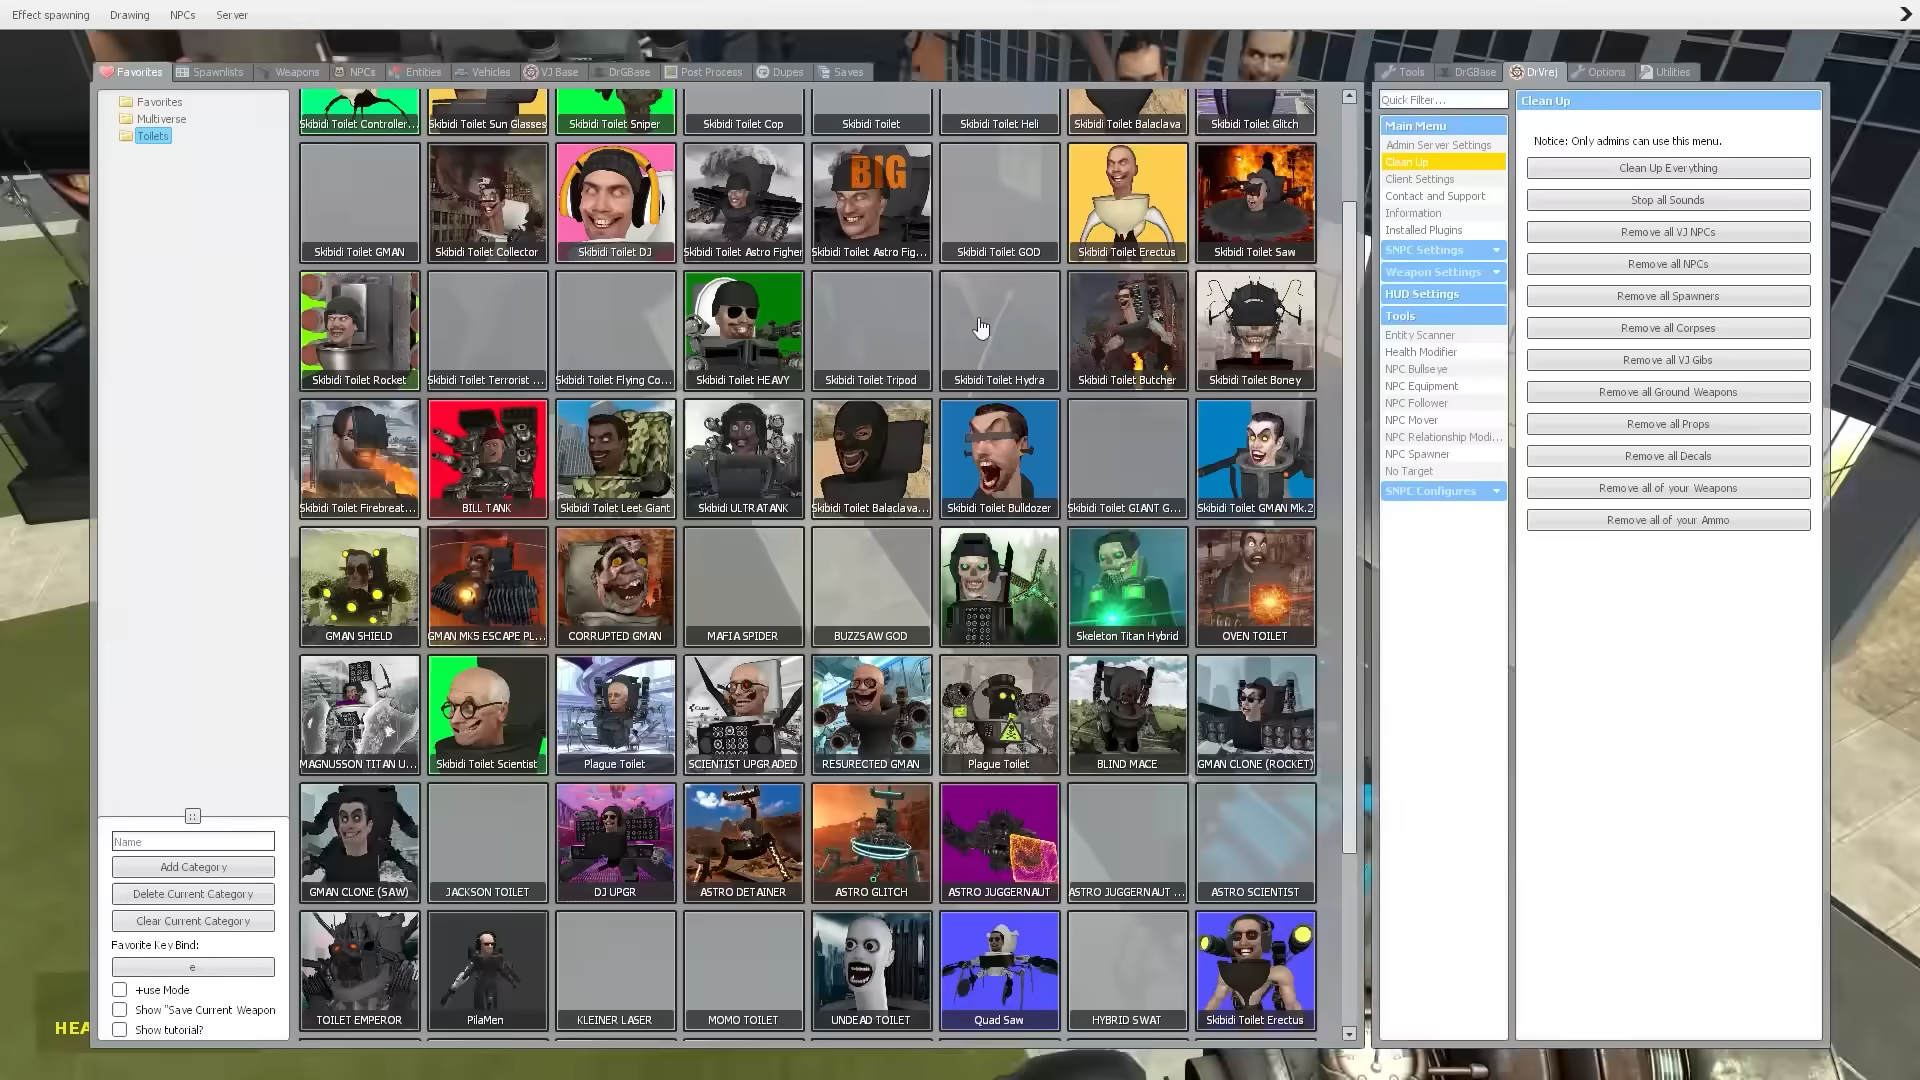 Effect spawning Drawing NPCs Server
Favorites Spawnlists Weapons NPCs Entities Vehicles VJ Base DrGBase Post Process Dupes Saves
Favorites
Multiverse
Toilets
Name
Add Category
Delete Current Category
Clear Current Category
Favorite Key Bind:
e
+use Mode
Show "Save Current Weapon
Show tutorial?
HEA
Skibidi Toilet Controller... Skibidi Toilet Sun Glasses Skibidi Toilet Sniper Skibidi Toilet Cop Skibidi Toilet Skibidi Toilet Heli Skibidi Toilet Balaclava Skibidi Toilet Glitch
BIG
Skibidi Toilet GMAN Skibidi Toilet Collector Skibidi Toilet DJ Skibidi Toilet Astro Figher Skibidi Toilet Astro Fig... Skibidi Toilet GOD Skibidi Toilet Erectus Skibidi Toilet Saw
Skibidi Toilet Rocket Skibidi Toilet Terrorist ... Skibidi Toilet Flying Co... Skibidi Toilet HEAVY Skibidi Toilet Tripod Skibidi Toilet Hydra Skibidi Toilet Butcher Skibidi Toilet Boney
Skibidi Toilet Firebreat... BILL TANK Skibidi Toilet Leet Giant Skibidi ULTRATANK Skibidi Toilet Balaclava... Skibidi Toilet Bulldozer Skibidi Toilet GIANT G... Skibidi Toilet GMAN Mk.2
GMAN SHIELD GMAN MK5 ESCAPE PL... CORRUPTED GMAN MAFIA SPIDER BUZZSAW GOD Skeleton Titan Hybrid OVEN TOILET
MAGNUSSON TITAN U... Skibidi Toilet Scientist Plague Toilet SCIENTIST UPGRADED RESURECTED GMAN Plague Toilet BLIND MACE GMAN CLONE (ROCKET)
GMAN CLONE (SAW) JACKSON TOILET DJ UPGR ASTRO DETAINER ASTRO GLITCH ASTRO JUGGERNAUT ASTRO JUGGERNAUT ... ASTRO SCIENTIST
TOILET EMPEROR PilaMen KLEINER LASER MOMO TOILET UNDEAD TOILET Quad Saw HYBRID SWAT Skibidi Toilet Erectus
Tools DrGBase DrVrej Options Utilities
Quick Filter...
Main Menu
Admin Server Settings
Clean Up
Client Settings
Contact and Support
Information
Installed Plugins
SNPC Settings
Weapon Settings
HUD Settings
Tools
Entity Scanner
Health Modifier
NPC Bullseye
NPC Equipment
NPC Follower
NPC Mover
NPC Relationship Modi...
NPC Spawner
No Target
SNPC Configures
Clean Up
Notice: Only admins can use this menu.
Clean Up Everything
Stop all Sounds
Remove all VJ NPCs
Remove all NPCs
Remove all Spawners
Remove all Corpses
Remove all VJ Gibs
Remove all Ground Weapons
Remove all Props
Remove all Decals
Remove all of your Weapons
Remove all of your Ammo